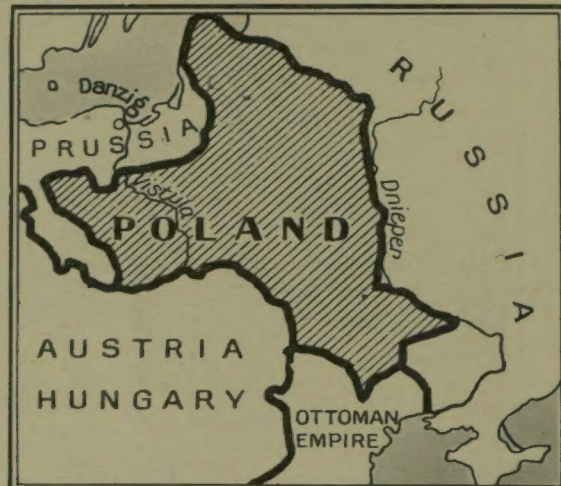 Danzig
PRUSSIA
RUSSIA
Vistula
POLAND
Dnieper
AUSTRIA
HUNGARY
OTTOMAN
EMPIRE